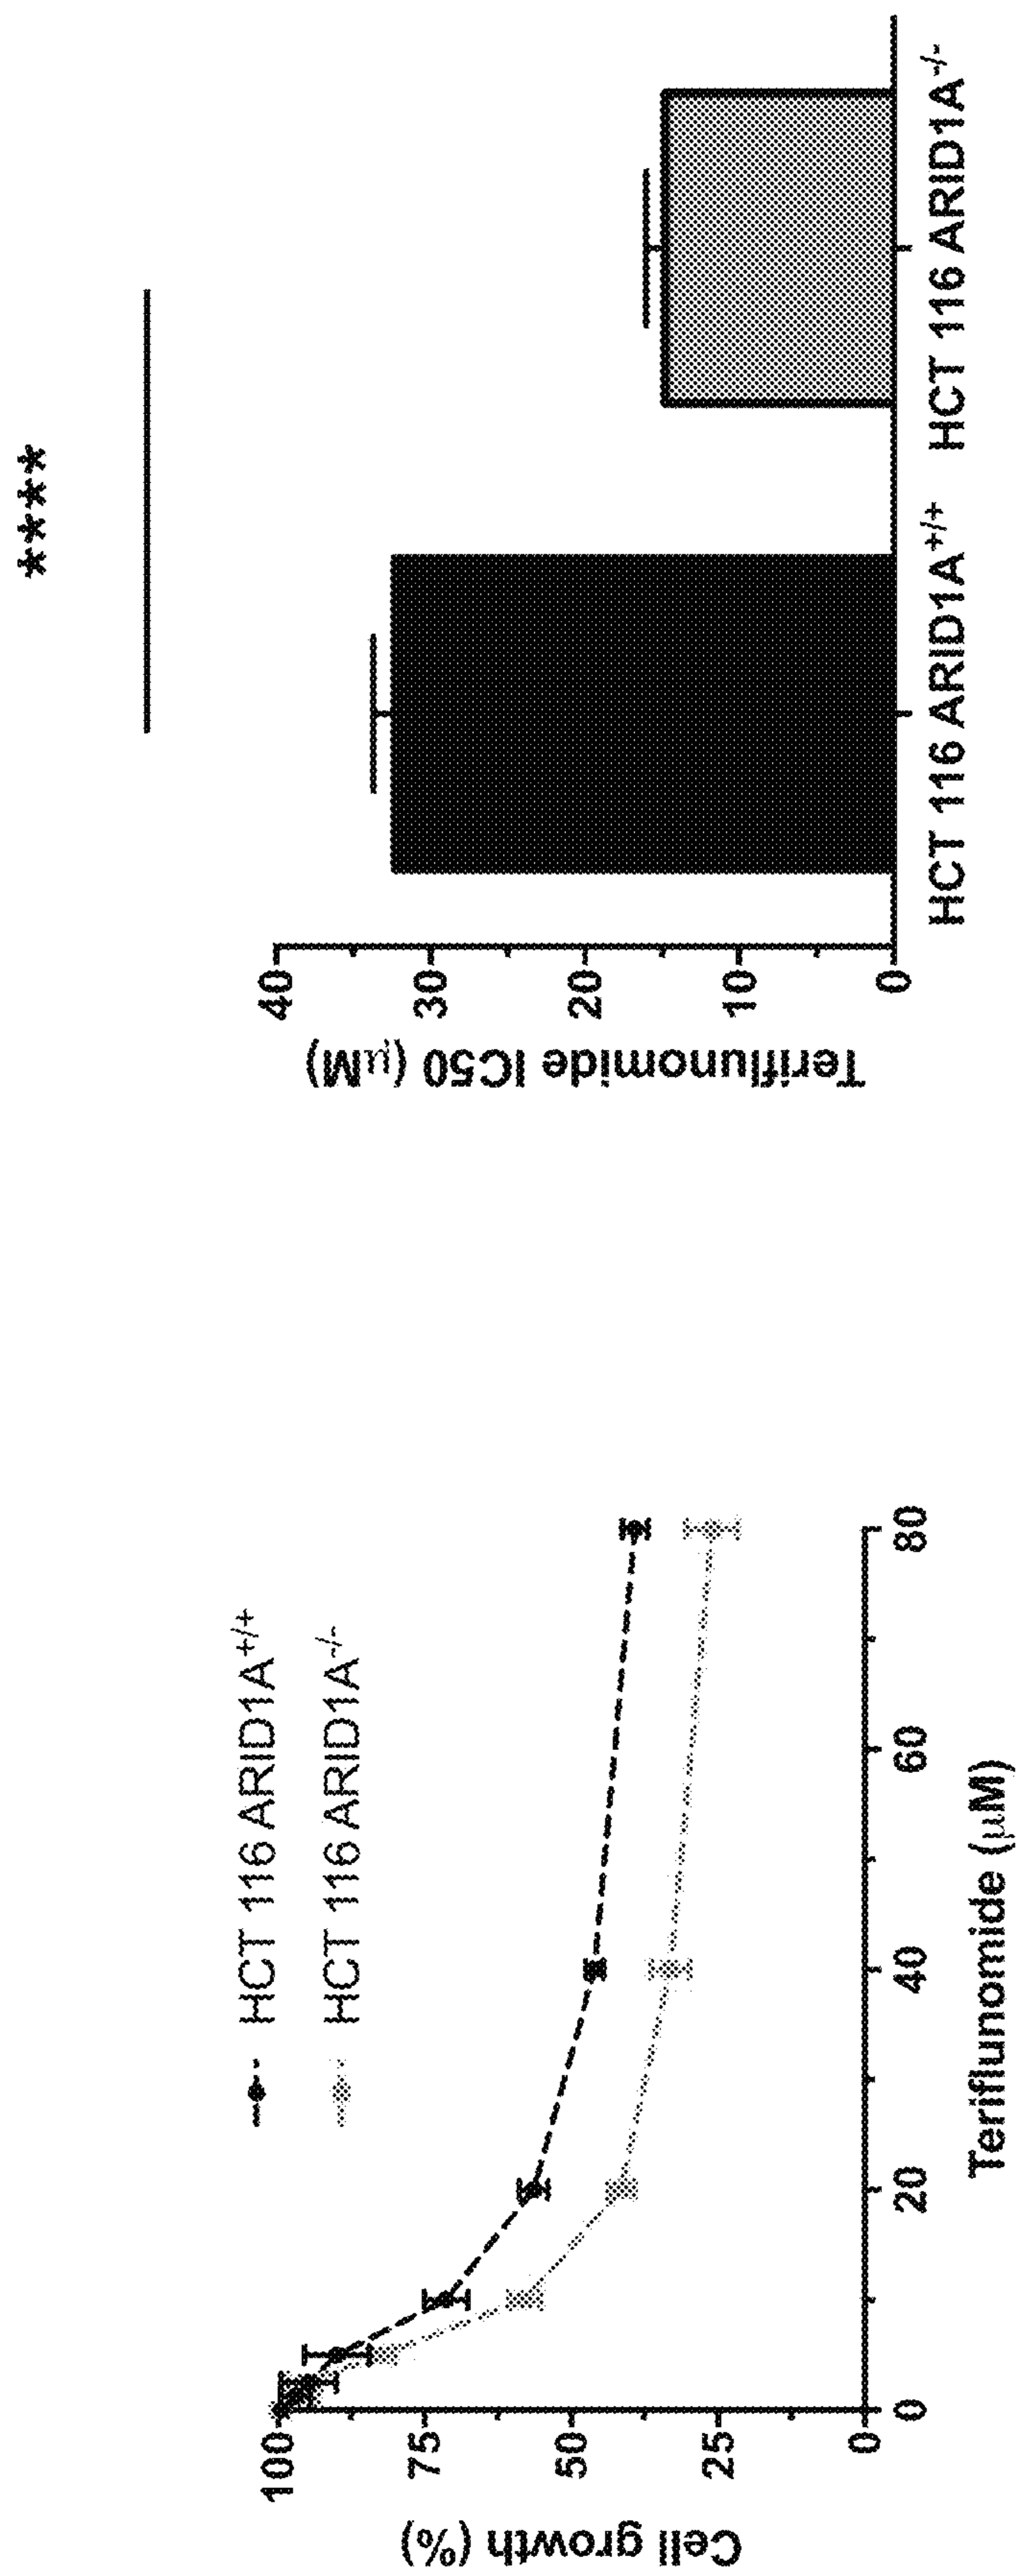 HCT 116 ARID1A+/+
HCT 116 ARID1A-/-
Cell growth (%)
100
75
50
25
0
0
20
40
60
80
Teriflunomide (μM)
****
Teriflunomide IC50 (μM)
40
30
20
10
0
HCT 116 ARID1A+/+
HCT 116 ARID1A-/-